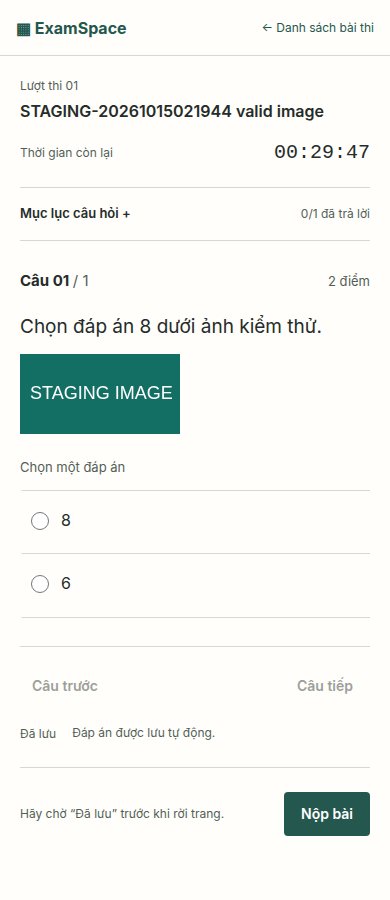 ExamSpace
← Danh sách bài thi
Lượt thi 01
STAGING-20261015021944 valid image
Thời gian còn lại
00:29:47
Mục lục câu hỏi +
0/1 đã trả lời
Câu 01 / 1
2 điểm
Chọn đáp án 8 dưới ảnh kiểm thử.
STAGING IMAGE
Chọn một đáp án
8
6
Câu trước
Câu tiếp
Đã lưu
Đáp án được lưu tự động.
Hãy chờ “Đã lưu” trước khi rời trang.
Nộp bài